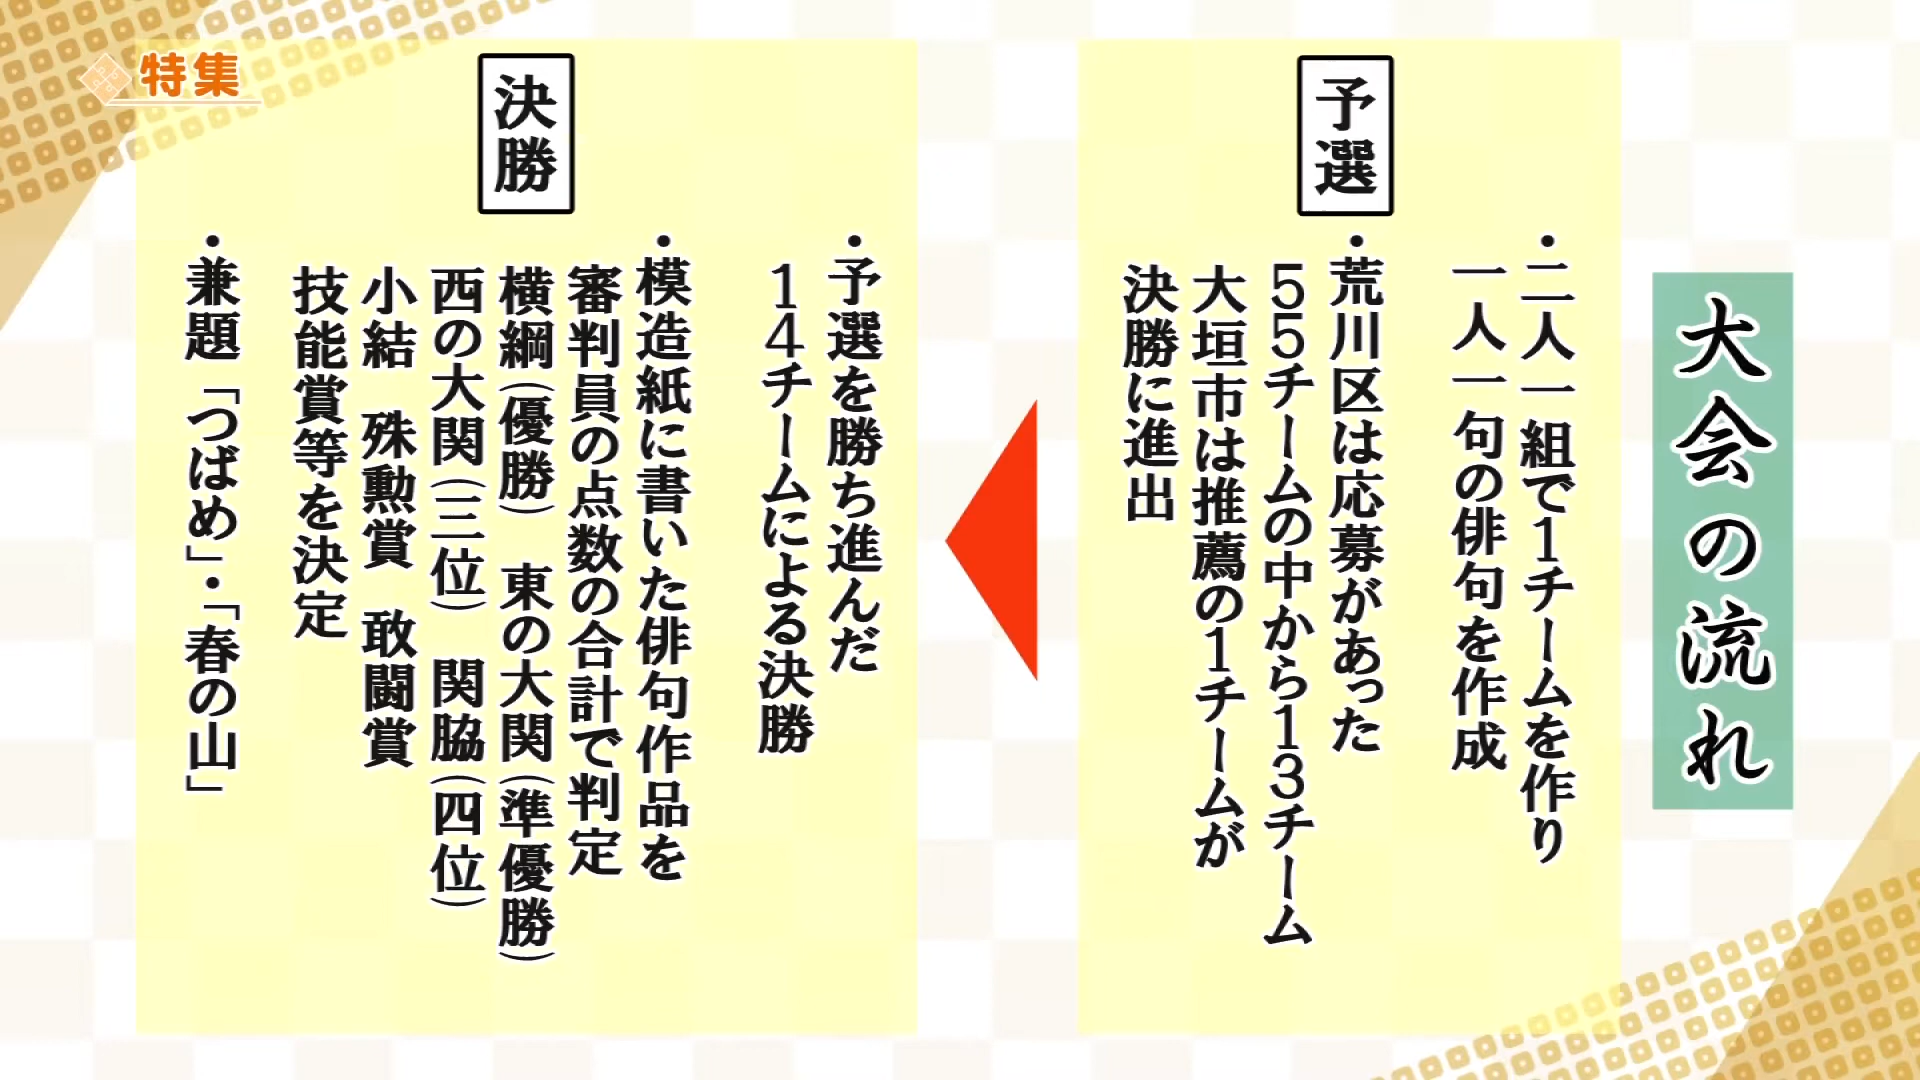 特集
大会の流れ
予選
・二人一組で1チームを作り
一人一句の俳句を作成
・荒川区は応募があった
55チームの中から13チーム
大垣市は推薦の1チームが
決勝に進出
決勝
・予選を勝ち進んだ
14チームによる決勝
・模造紙に書いた俳句作品を
審判員の点数の合計で判定
横綱(優勝) 東の大関(準優勝)
西の大関(三位) 関脇(四位)
小結 殊勲賞 敢闘賞
技能賞等を決定
・兼題「つばめ」・「春の山」